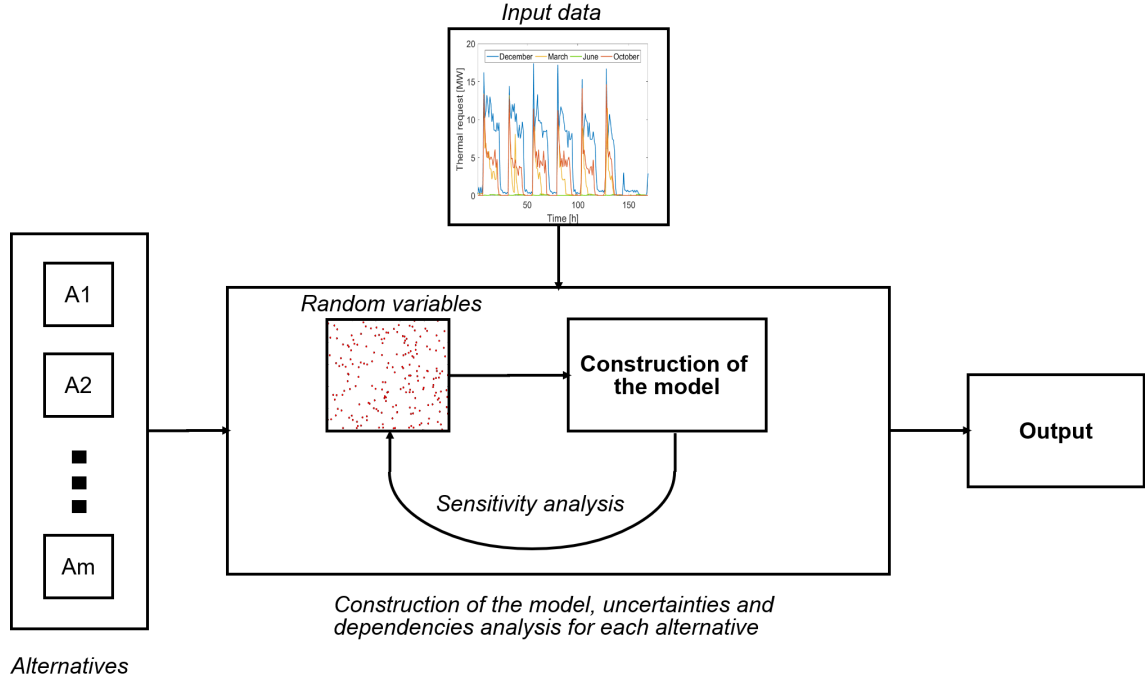 Input data
20
15
10
5
0
Thermal request [MW]
December March June October
50 100 150
Time [h]
A1
A2
Am
Alternatives
Random variables
Construction of
the model
Sensitivity analysis
Construction of the model, uncertainties and
dependencies analysis for each alternative
Output